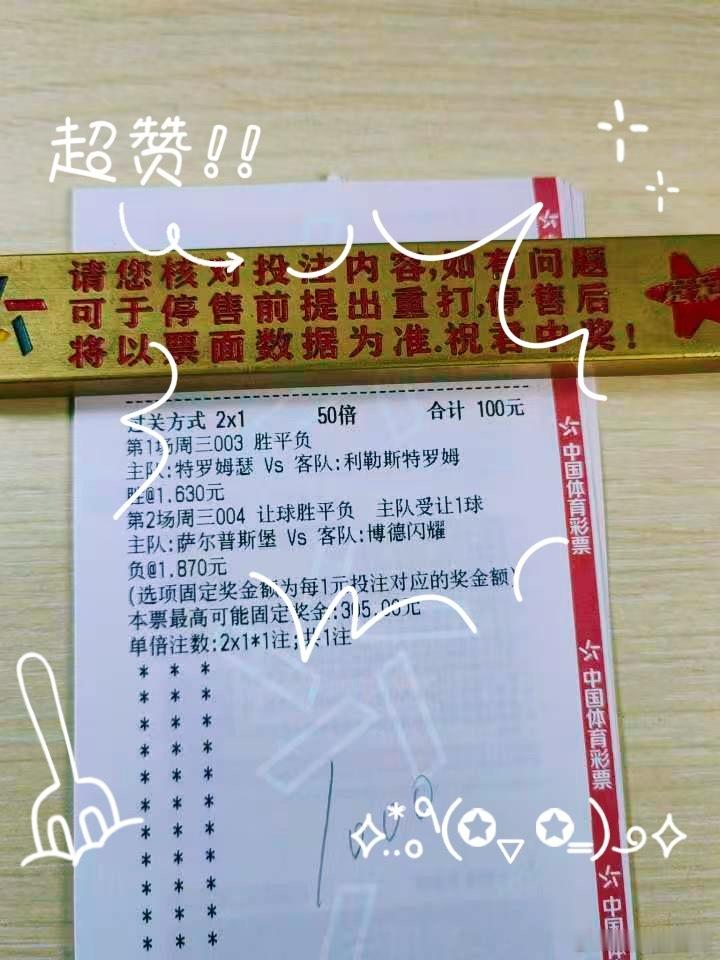 超赞!!
请您核对投注内容,如有问题
可于停售前提出重打,停售后
将以票面数据为准.祝君中奖!
过关方式 2x1 50倍 合计 100元
第1场周三003 胜平负
主队:特罗姆瑟 Vs 客队:利勒斯特罗姆
胜@1.630元
第2场周三004 让球胜平负 主队受让1球
主队:萨尔普斯堡 Vs 客队:博德闪耀
负@1.870元
(选项固定奖金额为每1元投注对应的奖金额)
本票最高可能固定奖金:305.00元
单倍注数:2x1*1注;共1注
* * *
* * *
* * *
* * *
* * *
* * *
* * *
* * *
* * *
* * *
* * *
1000
✧*..o٩(✪▽✪=)و✧
中国体育彩票
中国体育彩票
中国